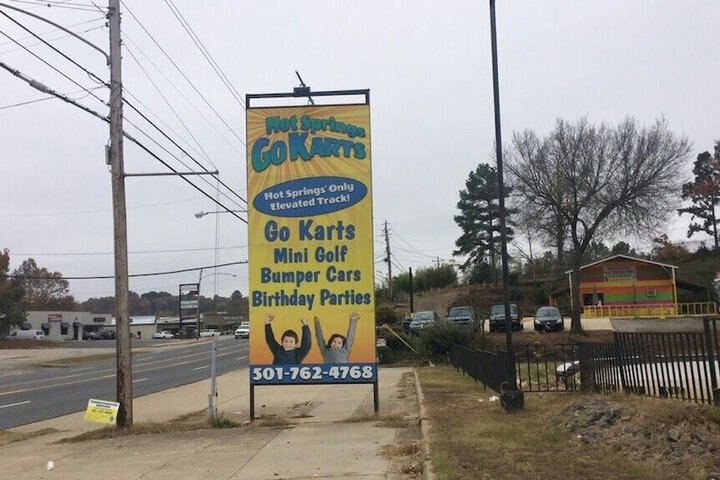 Hot Springs
Go Karts
Hot Springs' Only
Elevated Track!
Go Karts
Mini Golf
Bumper Cars
Birthday Parties
501-762-4768